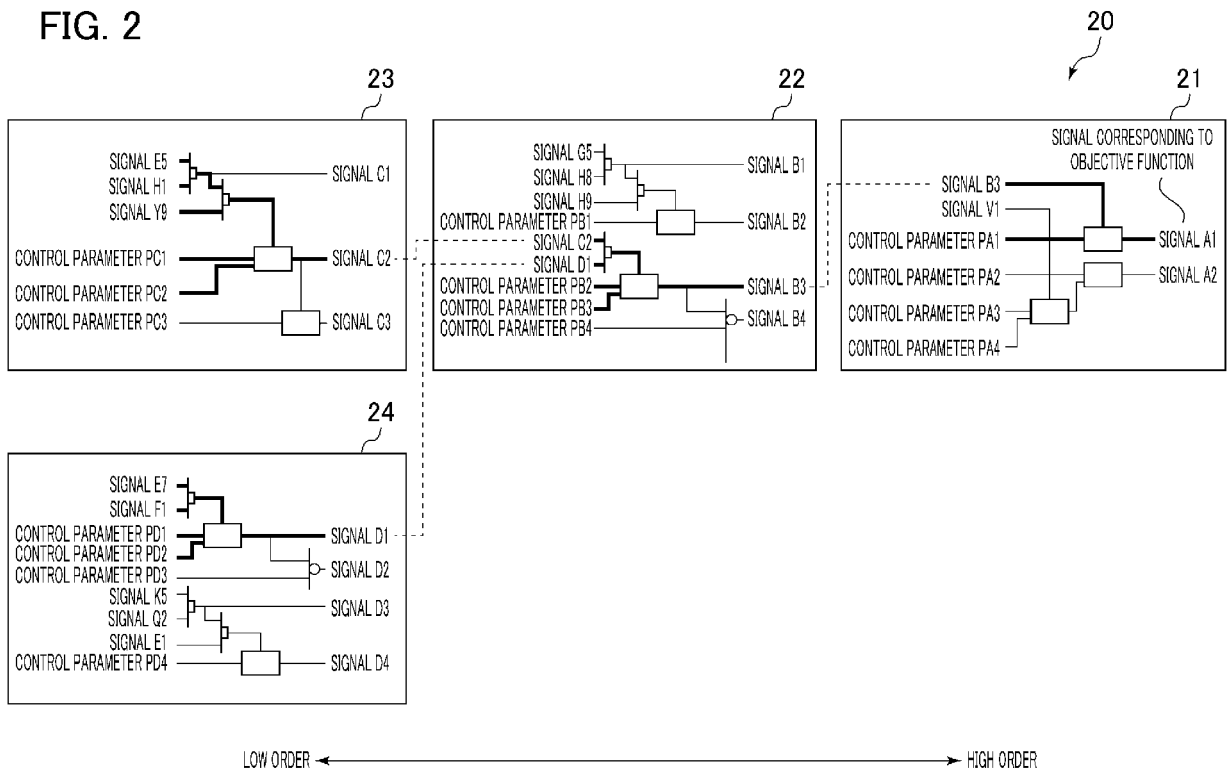 FIG. 2
20
23
SIGNAL E5
SIGNAL H1
SIGNAL Y9
CONTROL PARAMETER PC1
CONTROL PARAMETER PC2
CONTROL PARAMETER PC3
SIGNAL C1
SIGNAL C2
SIGNAL C3
22
SIGNAL G5
SIGNAL H8
SIGNAL H9
CONTROL PARAMETER PB1
SIGNAL C2
SIGNAL D1
CONTROL PARAMETER PB2
CONTROL PARAMETER PB3
CONTROL PARAMETER PB4
SIGNAL B1
SIGNAL B2
SIGNAL B3
SIGNAL B4
21
SIGNAL CORRESPONDING TO
OBJECTIVE FUNCTION
SIGNAL B3
SIGNAL V1
CONTROL PARAMETER PA1
CONTROL PARAMETER PA2
CONTROL PARAMETER PA3
CONTROL PARAMETER PA4
SIGNAL A1
SIGNAL A2
24
SIGNAL E7
SIGNAL F1
CONTROL PARAMETER PD1
CONTROL PARAMETER PD2
CONTROL PARAMETER PD3
SIGNAL K5
SIGNAL Q2
SIGNAL E1
CONTROL PARAMETER PD4
SIGNAL D1
SIGNAL D2
SIGNAL D3
SIGNAL D4
LOW ORDER
HIGH ORDER